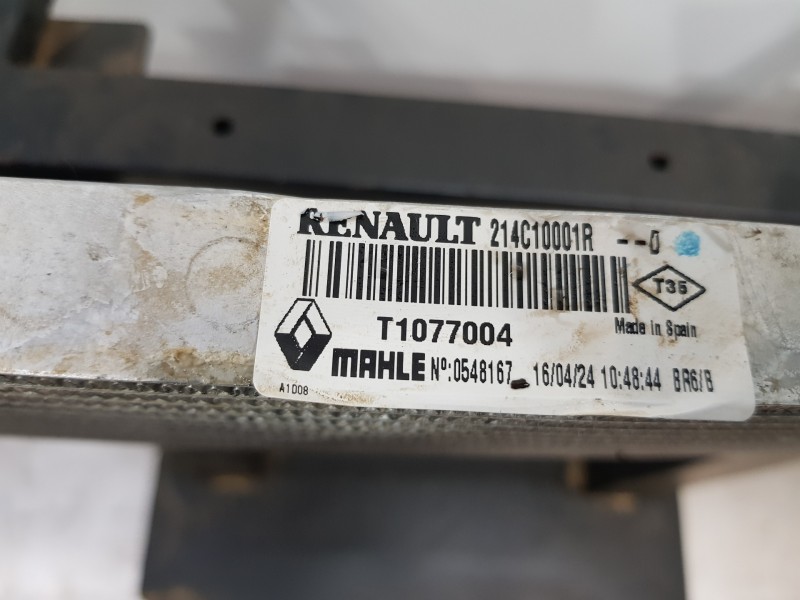 RENAULT 214C10001R --0
T35
T1077004
Made in Spain
MAHLE Nº:0548167 16/04/24 10:48:44 BR6/B
A1008